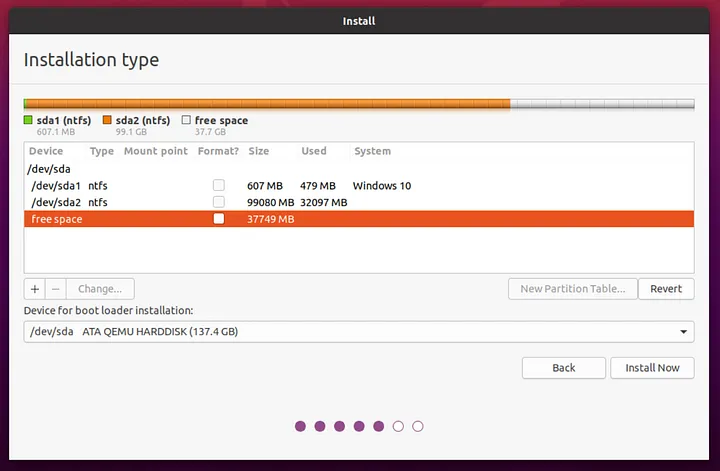 Install
Installation type
sda1 (ntfs) sda2 (ntfs) free space
607.1 MB 99.1 GB 37.7 GB
Device Type Mount point Format? Size Used System
/dev/sda
/dev/sda1 ntfs 607 MB 479 MB Windows 10
/dev/sda2 ntfs 99080 MB 32097 MB
free space 37749 MB
+ − Change... New Partition Table... Revert
Device for boot loader installation:
/dev/sda ATA QEMU HARDDISK (137.4 GB)
Back Install Now